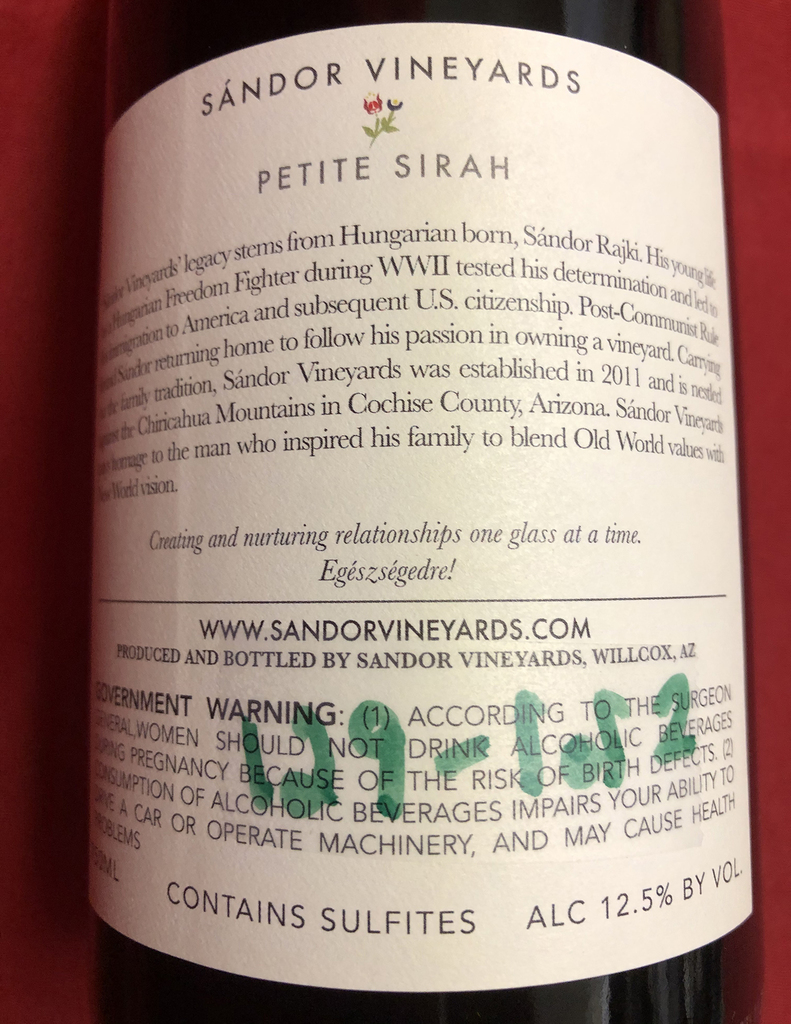 SÁNDOR VINEYARDS
PETITE SIRAH
Vineyards' legacy stems from Hungarian born, Sándor Rajki. His young life
a Hungarian Freedom Fighter during WWII tested his determination and led to
immigration to America and subsequent U.S. citizenship. Post-Communist Rule
Sándor returning home to follow his passion in owning a vineyard. Carrying
the family tradition, Sándor Vineyards was established in 2011 and is nestled
the Chiricahua Mountains in Cochise County, Arizona. Sándor Vineyards
homage to the man who inspired his family to blend Old World values with
World vision.
Creating and nurturing relationships one glass at a time.
Egészségedre!
WWW.SANDORVINEYARDS.COM
PRODUCED AND BOTTLED BY SANDOR VINEYARDS, WILLCOX, AZ
GOVERNMENT WARNING: (1) ACCORDING TO THE SURGEON
GENERAL,WOMEN SHOULD NOT DRINK ALCOHOLIC BEVERAGES
DURING PREGNANCY BECAUSE OF THE RISK OF BIRTH DEFECTS. (2)
CONSUMPTION OF ALCOHOLIC BEVERAGES IMPAIRS YOUR ABILITY TO
DRIVE A CAR OR OPERATE MACHINERY, AND MAY CAUSE HEALTH
PROBLEMS
750ML
CONTAINS SULFITES ALC 12.5% BY VOL.